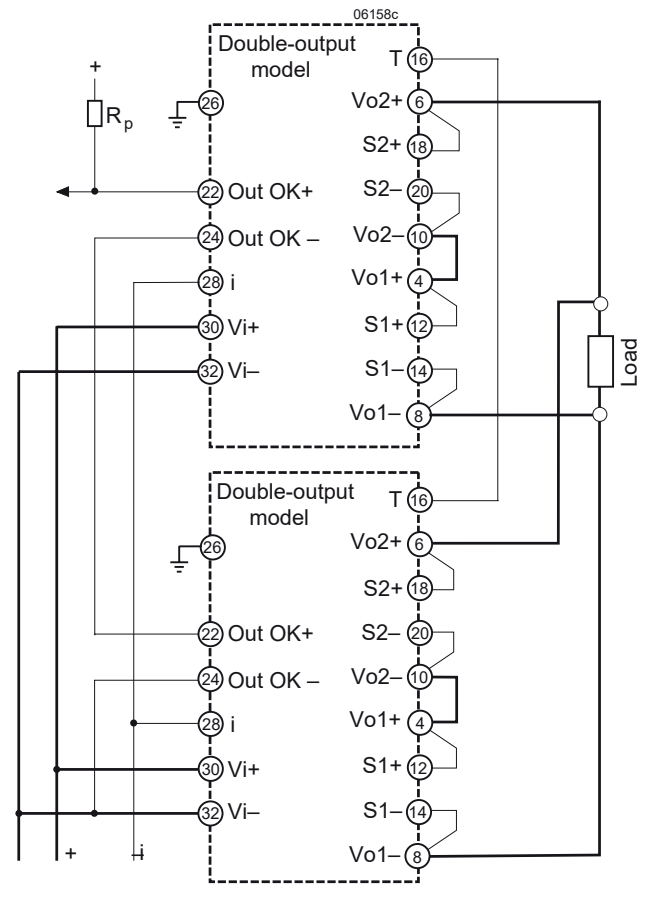 06158c
Double-output
model
T 16
+
Vo2+ 6
26
Rp
S2+ 18
22 Out OK+
S2– 20
24 Out OK –
Vo2– 10
28 i
Vo1+ 4
30 Vi+
S1+ 12
32 Vi–
S1– 14
Load
Vo1– 8
Double-output
model
T 16
26
Vo2+ 6
S2+ 18
22 Out OK+
S2– 20
24 Out OK –
Vo2– 10
28 i
Vo1+ 4
30 Vi+
S1+ 12
32 Vi–
S1– 14
+ –i
Vo1– 8